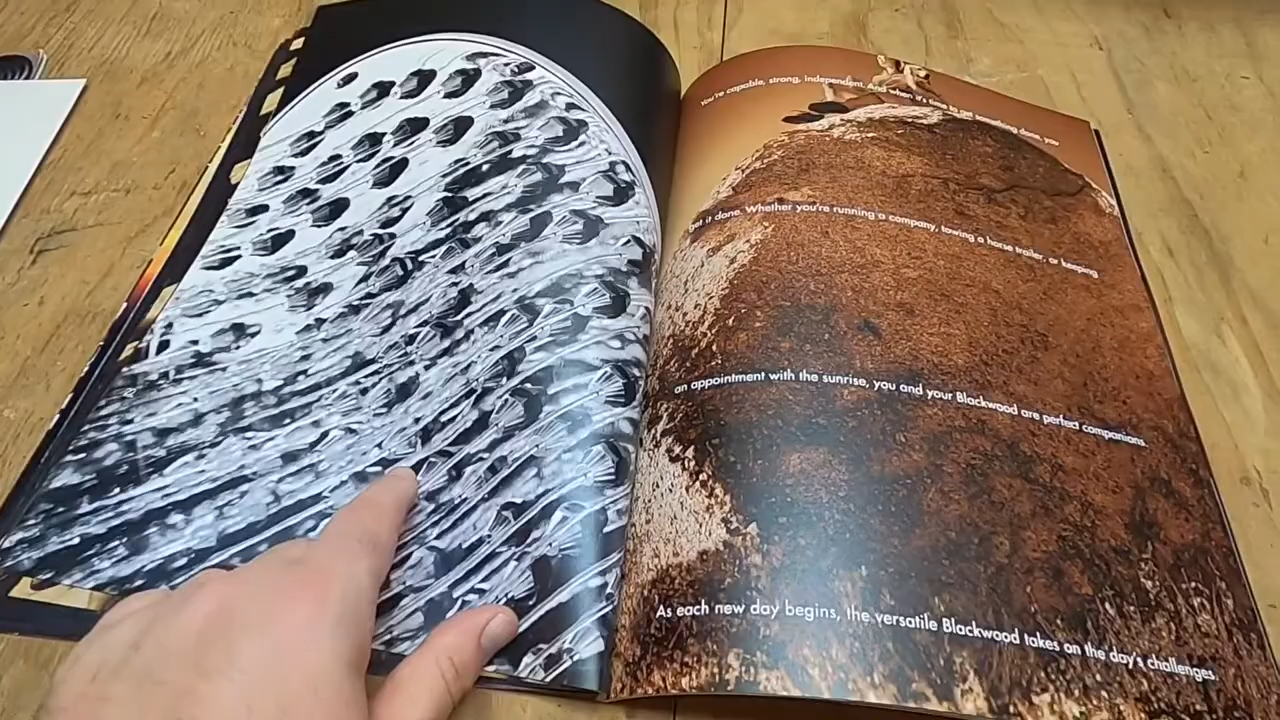 You're capable, strong, independent. And when it's time to get something done, you
get it done. Whether you're running a company, towing a horse trailer, or keeping
an appointment with the sunrise, you and your Blackwood are perfect companions.
As each new day begins, the versatile Blackwood takes on the day's challenges.